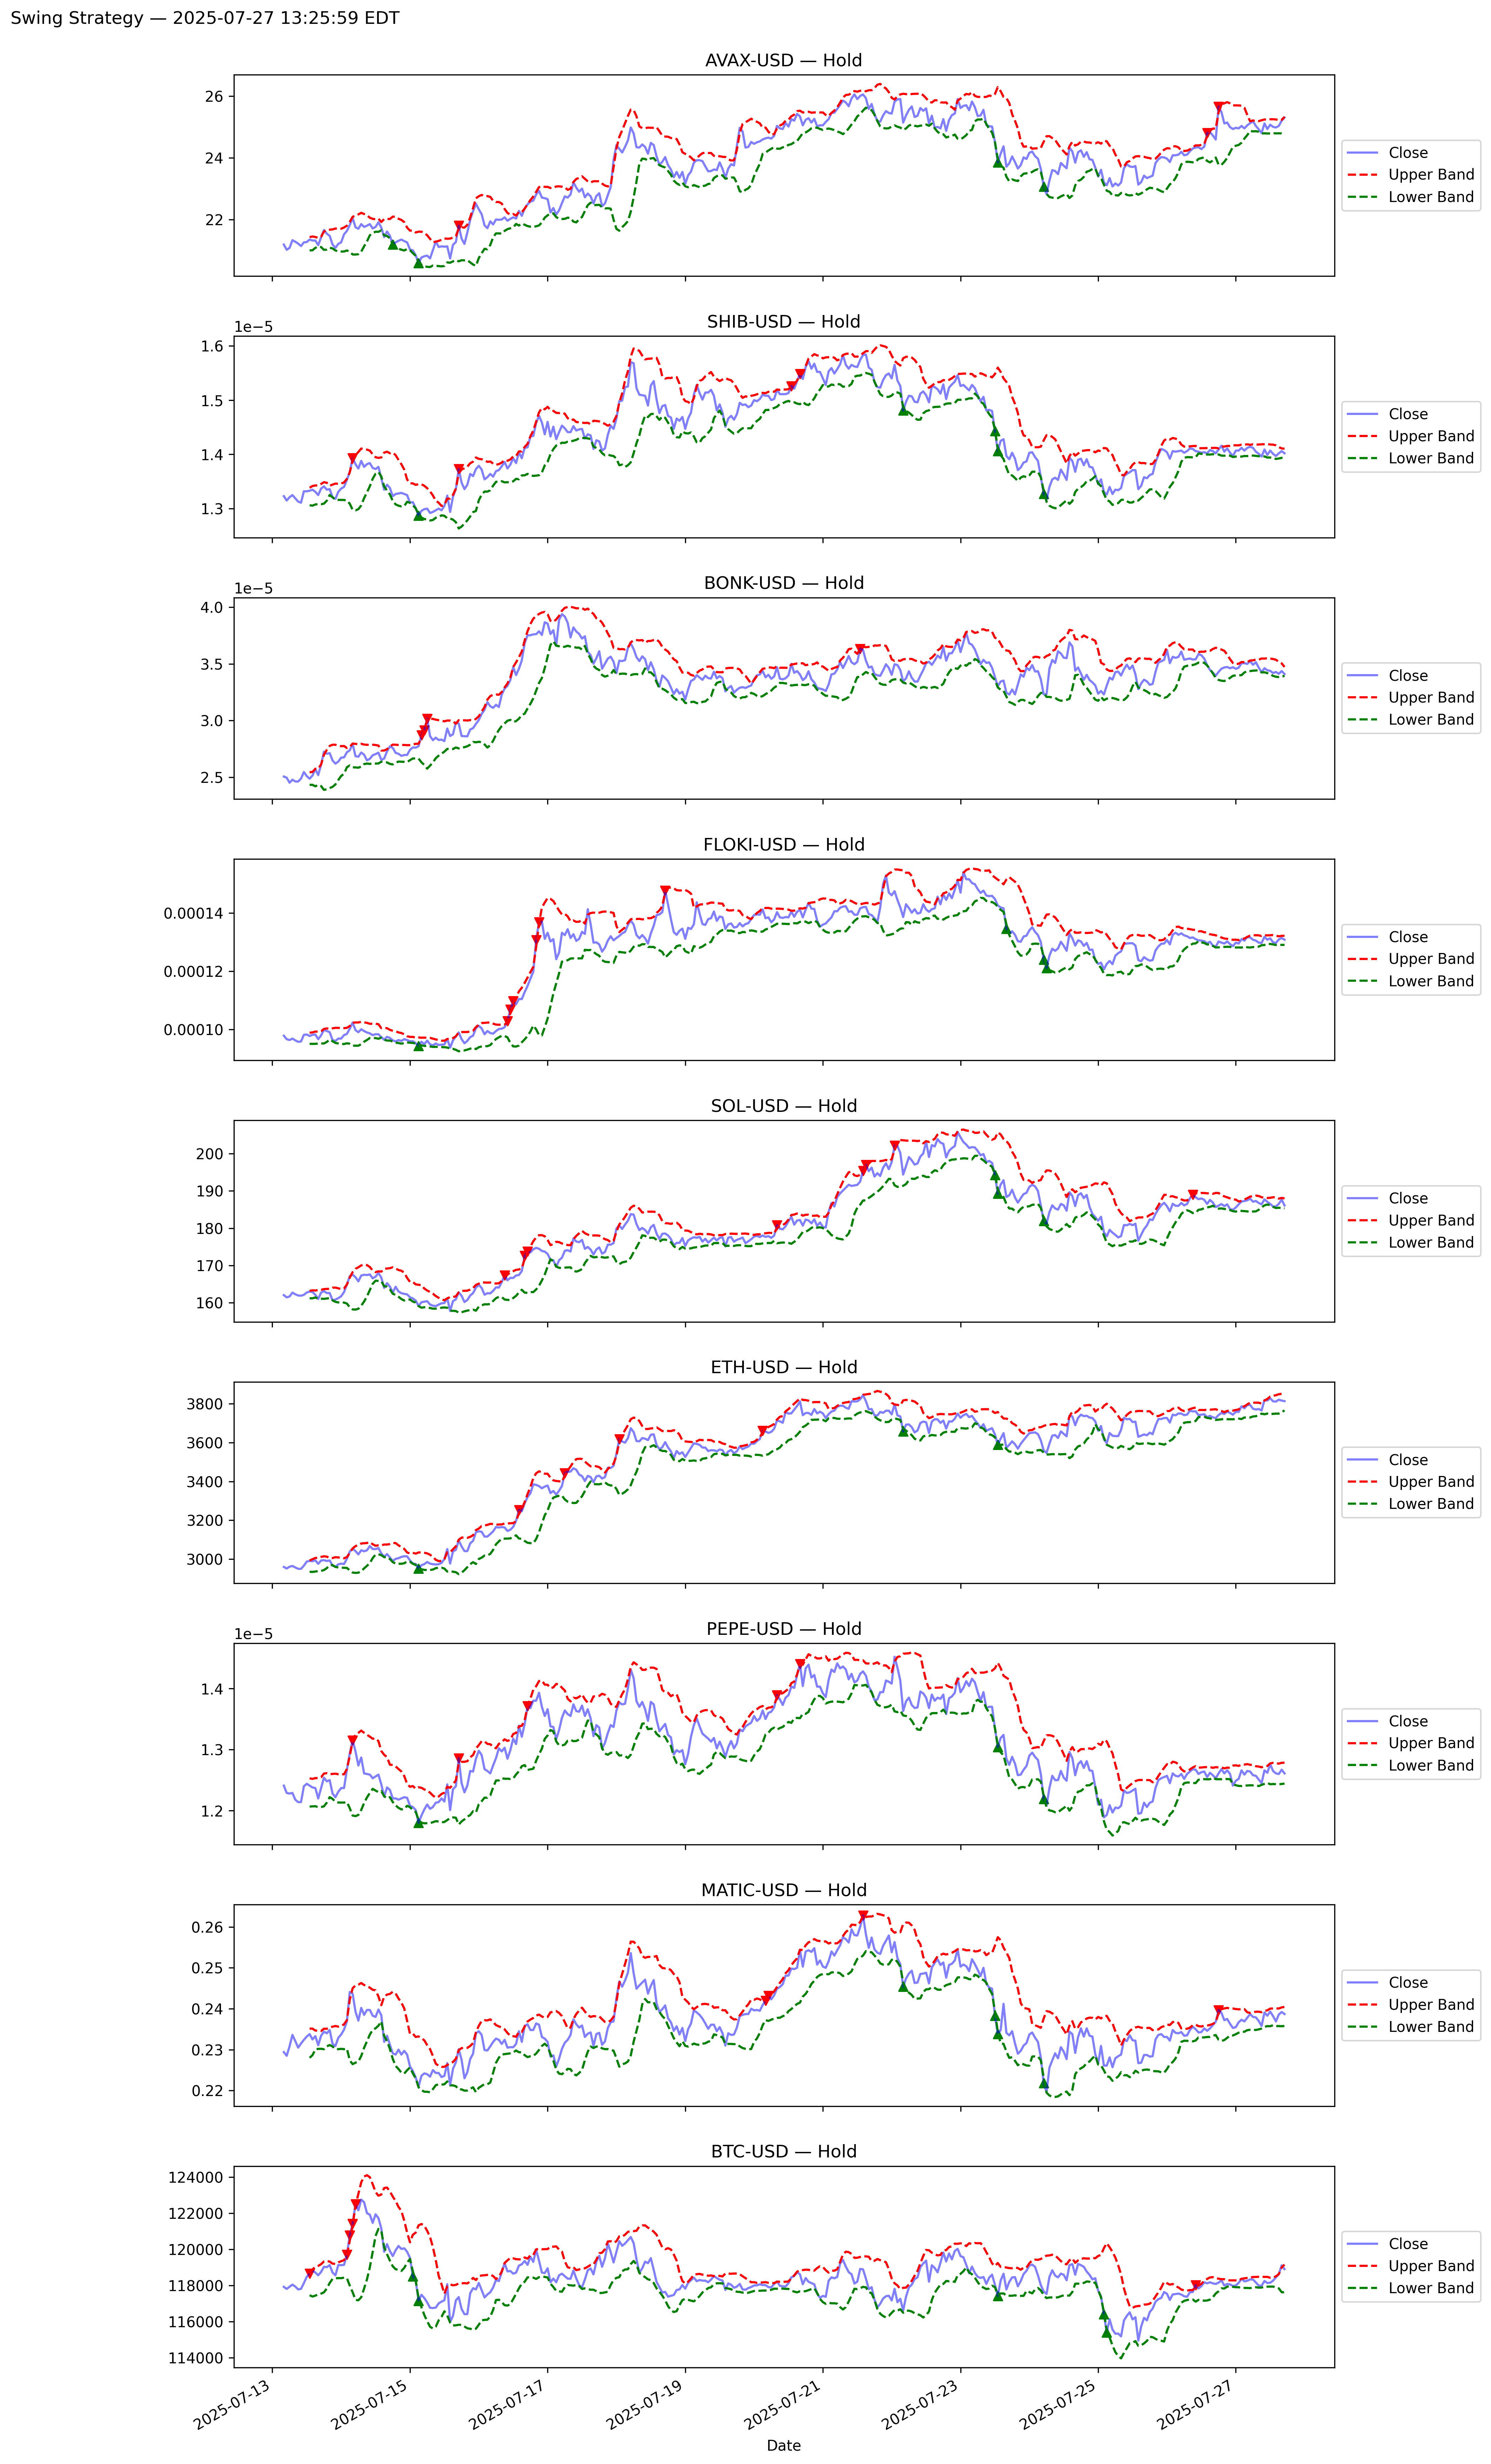 Swing Strategy — 2025-07-27 13:25:59 EDT
AVAX-USD — Hold
26
24
22
Close
Upper Band
Lower Band
SHIB-USD — Hold
1e−5
1.6
1.5
1.4
1.3
Close
Upper Band
Lower Band
BONK-USD — Hold
1e−5
4.0
3.5
3.0
2.5
Close
Upper Band
Lower Band
FLOKI-USD — Hold
0.00014
0.00012
0.00010
Close
Upper Band
Lower Band
SOL-USD — Hold
200
190
180
170
160
Close
Upper Band
Lower Band
ETH-USD — Hold
3800
3600
3400
3200
3000
Close
Upper Band
Lower Band
PEPE-USD — Hold
1e−5
1.4
1.3
1.2
Close
Upper Band
Lower Band
MATIC-USD — Hold
0.26
0.25
0.24
0.23
0.22
Close
Upper Band
Lower Band
BTC-USD — Hold
124000
122000
120000
118000
116000
114000
Close
Upper Band
Lower Band
2025-07-13
2025-07-15
2025-07-17
2025-07-19
2025-07-21
2025-07-23
2025-07-25
2025-07-27
Date